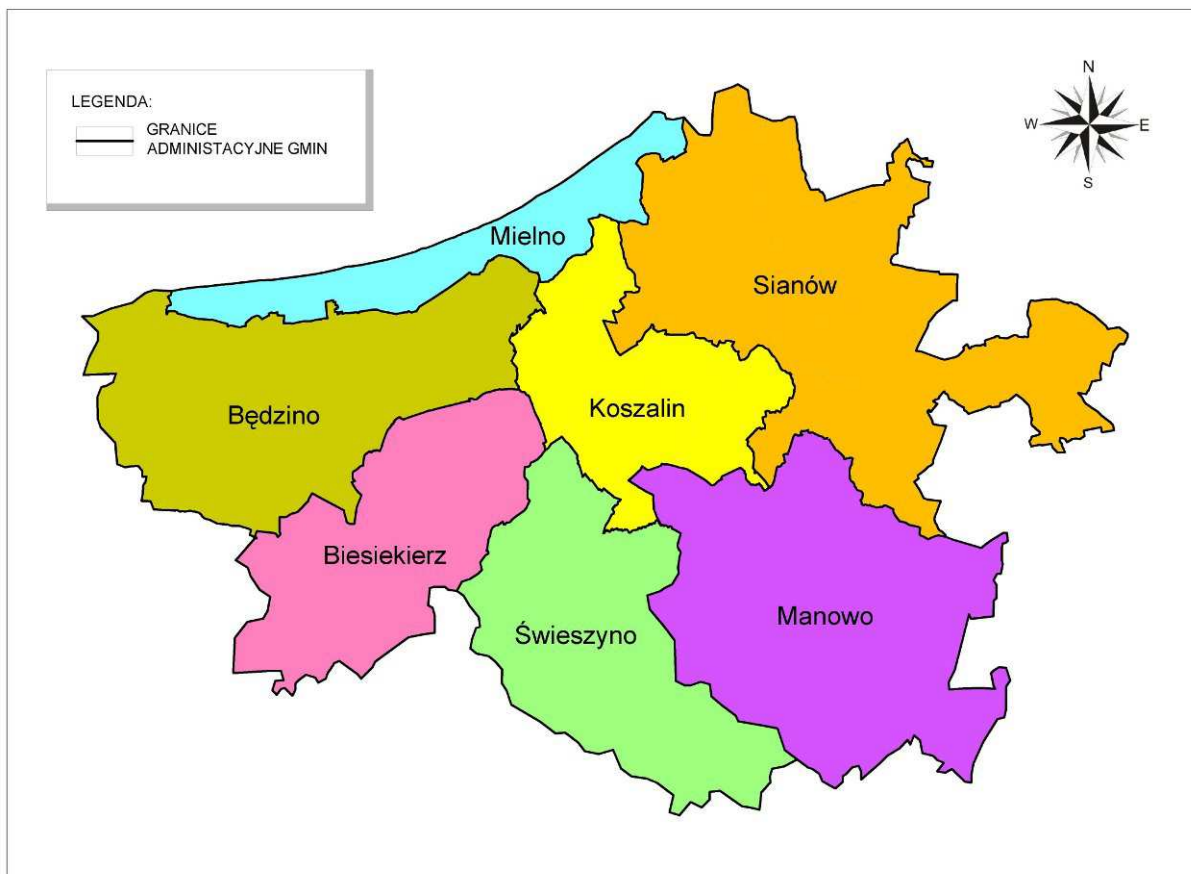 LEGENDA:
GRANICE
ADMINISTACYJNE GMIN
N
W
E
S
Mielno
Sianów
Będzino
Koszalin
Biesiekierz
Świeszyno
Manowo